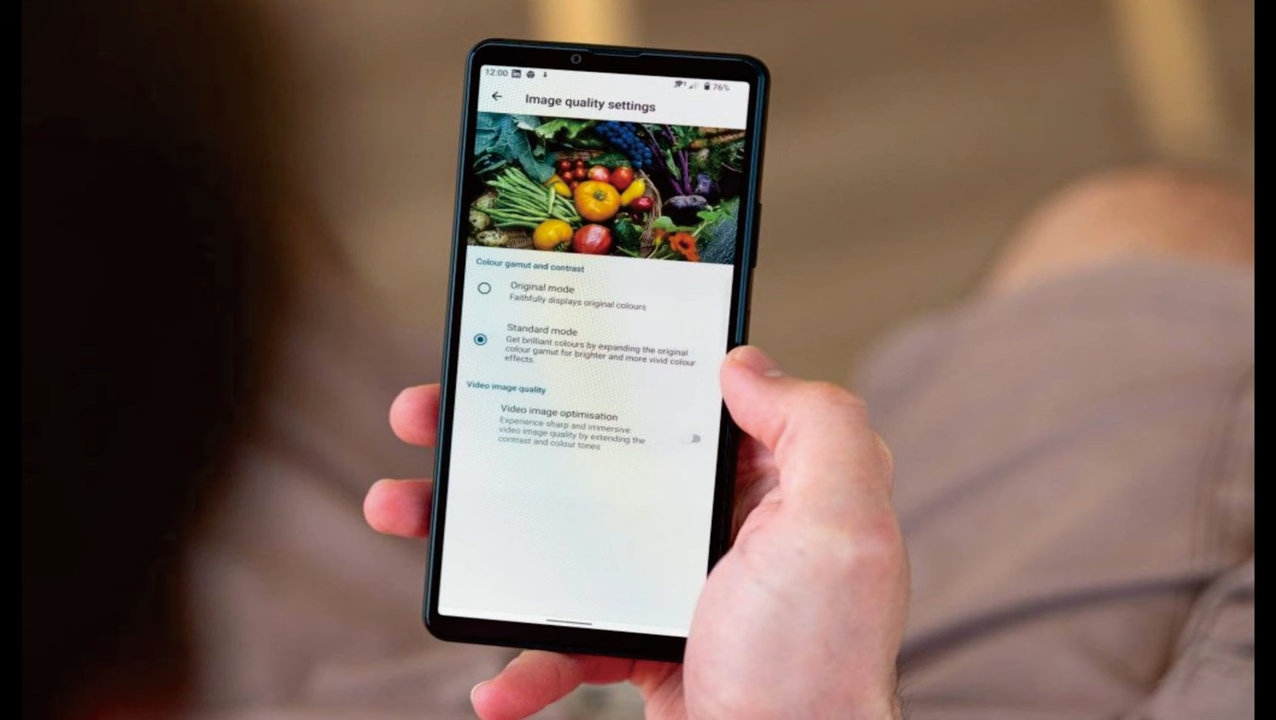 12:00 76%
Image quality settings
Colour gamut and contrast
Original mode
Faithfully displays original colours
Standard mode
Get brilliant colours by expanding the original
colour gamut for brighter and more vivid colour
effects.
Video image quality
Video image optimisation
Experience sharp and immersive
video image quality by extending the
contrast and colour tones